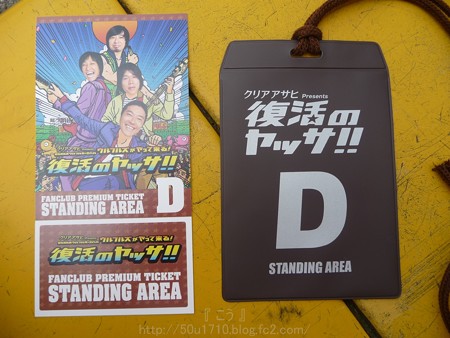 ウルフルズがやって来る!
復活のヤッサ!!
FANCLUB PREMIUM TICKET
STANDING AREA
D
ウルフルズがやって来る!
復活のヤッサ!!
FANCLUB PREMIUM TICKET
STANDING AREA
クリア アサヒ Presents
復活の
ヤッサ!!
D
STANDING AREA
『 こう 』
http://50u1710.blog.fc2.com/